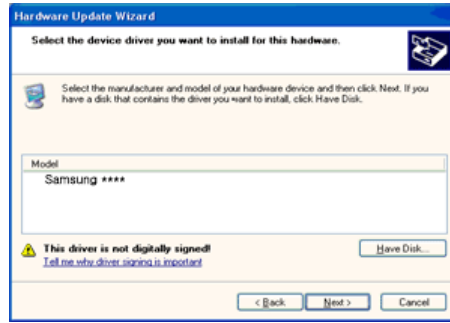 Hardware Update Wizard
Select the device driver you want to install for this hardware.
Select the manufacturer and model of your hardware device and then click Next. If you
have a disk that contains the driver you want to install, click Have Disk.
Model
Samsung ****
This driver is not digitally signed!
Tell me why driver signing is important
Have Disk...
< Back
Next >
Cancel